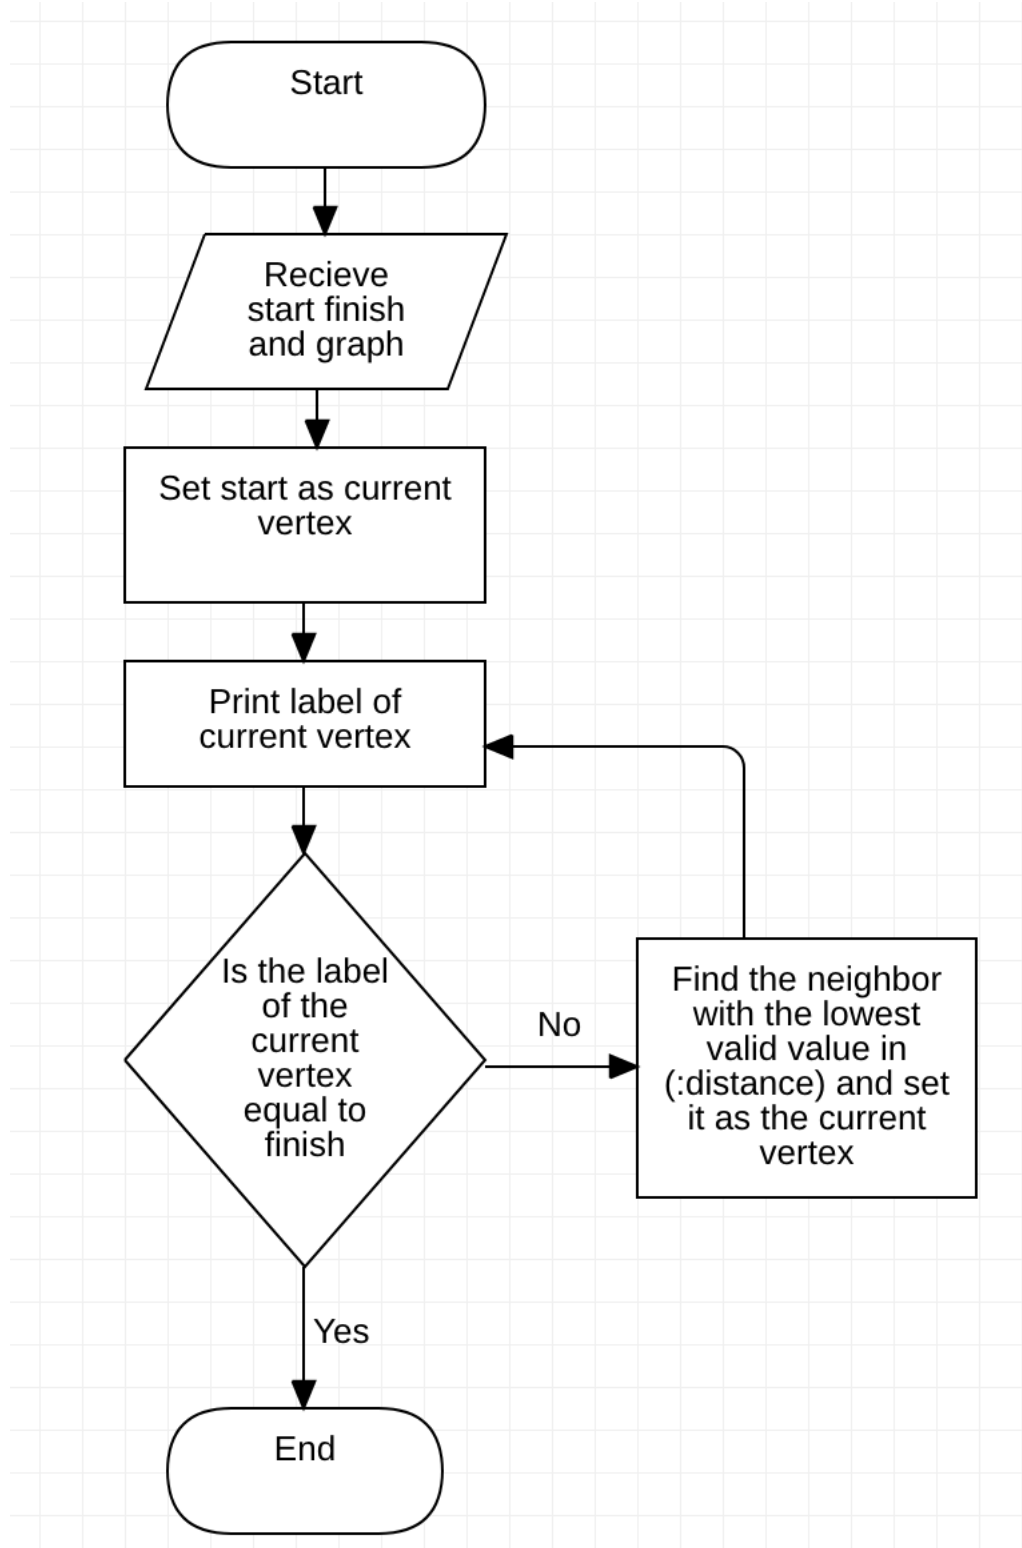 Start
Recieve
start finish
and graph
Set start as current
vertex
Print label of
current vertex
Is the label
of the
current
vertex
equal to
finish
No
Find the neighbor
with the lowest
valid value in
(:distance) and set
it as the current
vertex
Yes
End